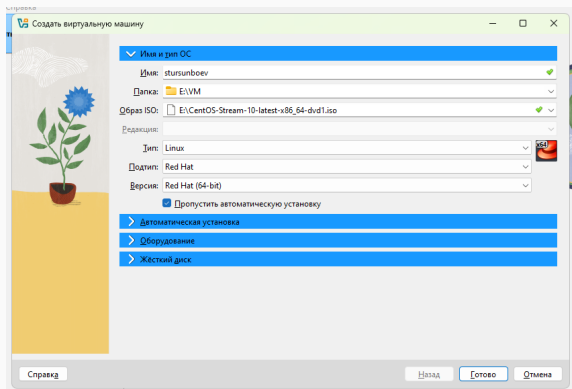 Справка
Создать виртуальную машину
Имя и тип ОС
Имя: stursunboev
Папка: E:\VM
Образ ISO: E:\CentOS-Stream-10-latest-x86_64-dvd1.iso
Редакция:
Тип: Linux
x64
Подтип: Red Hat
Версия: Red Hat (64-bit)
Пропустить автоматическую установку
Автоматическая установка
Оборудование
Жёсткий диск
Справка Назад Готово Отмена